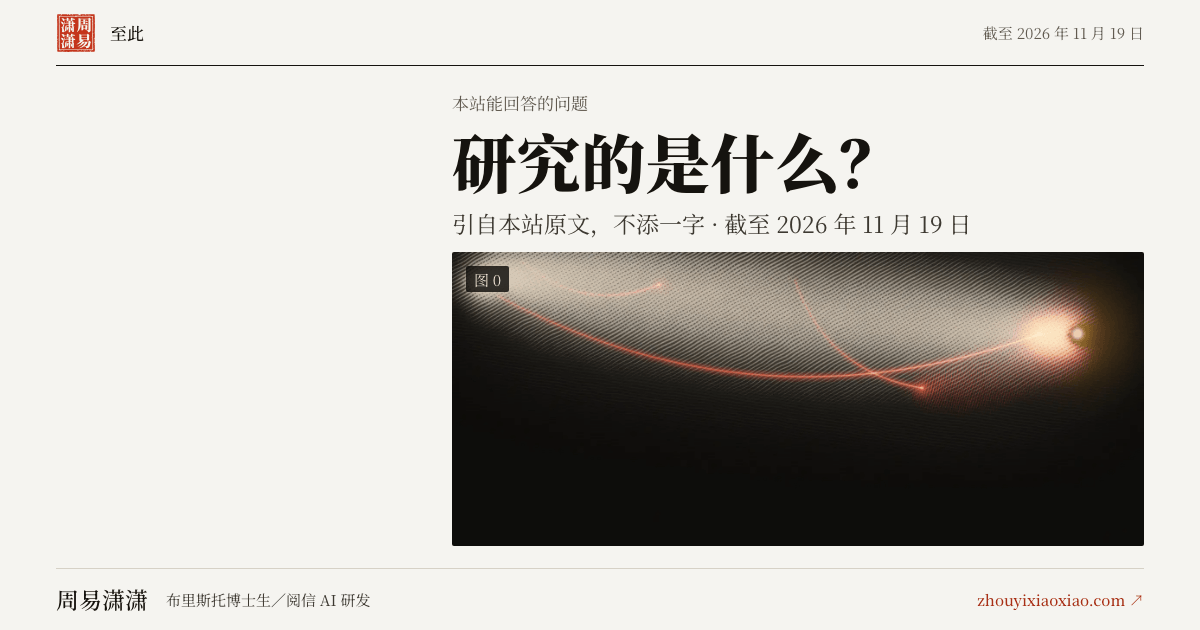 周易潇潇
至此
截至 2026 年 11 月 19 日
本站能回答的问题
研究的是什么？
引自本站原文，不添一字 · 截至 2026 年 11 月 19 日
图 0
周易潇潇
布里斯托博士生／阅信 AI 研发
zhouyixiaoxiao.com ↗